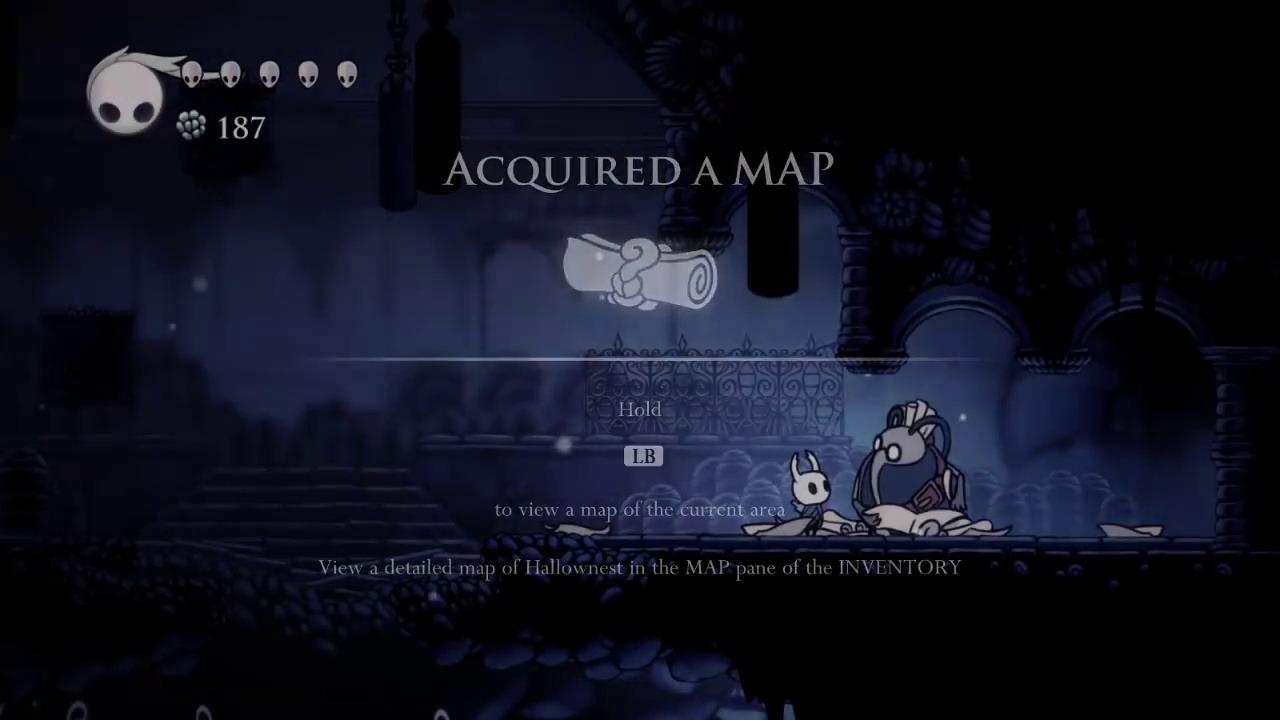 187
ACQUIRED A MAP
Hold
LB
to view a map of the current area
View a detailed map of Hallownest in the MAP pane of the INVENTORY